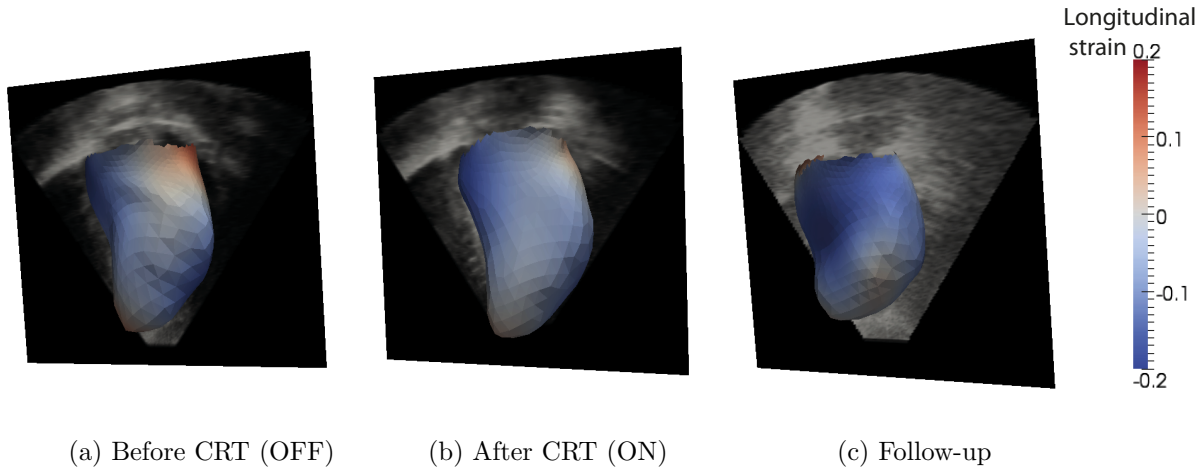 Longitudinal
strain
0.2
0.1
0
-0.1
-0.2
(a) Before CRT (OFF)
(b) After CRT (ON)
(c) Follow-up